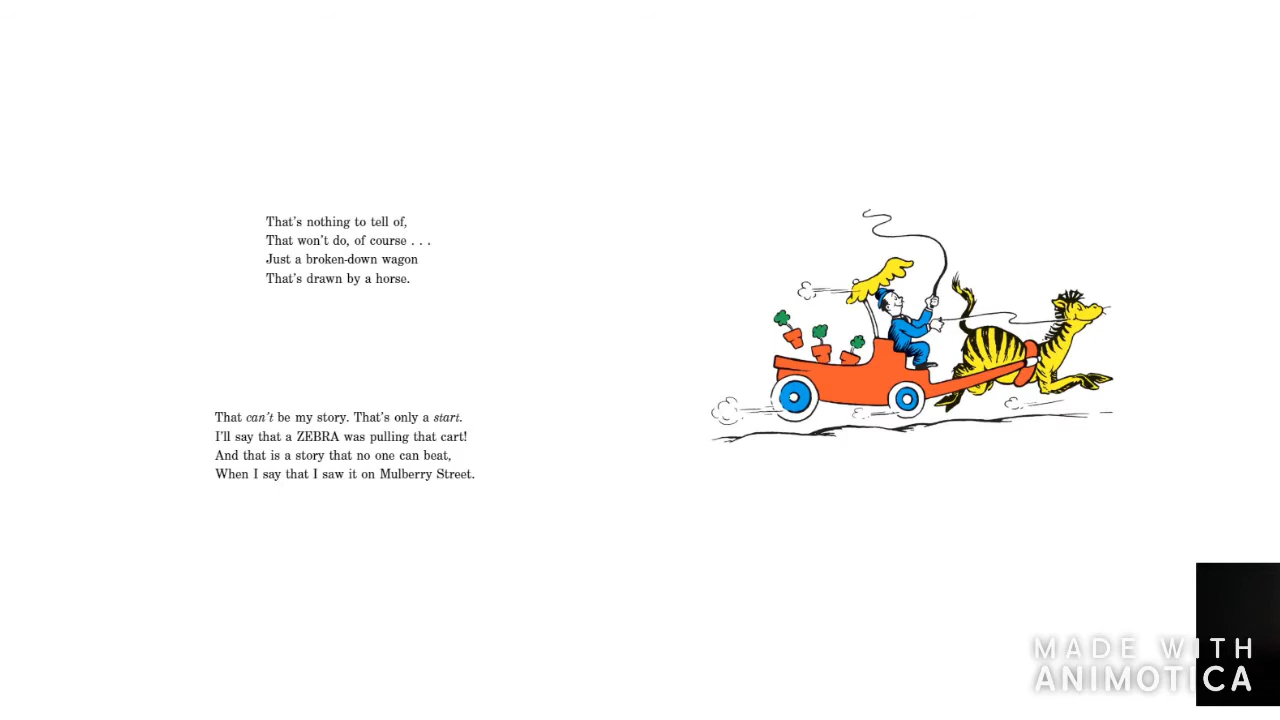 That’s nothing to tell of,
That won’t do, of course . . .
Just a broken-down wagon
That’s drawn by a horse.
That can’t be my story. That’s only a start.
I’ll say that a ZEBRA was pulling that cart!
And that is a story that no one can beat,
When I say that I saw it on Mulberry Street.
MADE WITH
ANIMOTICA